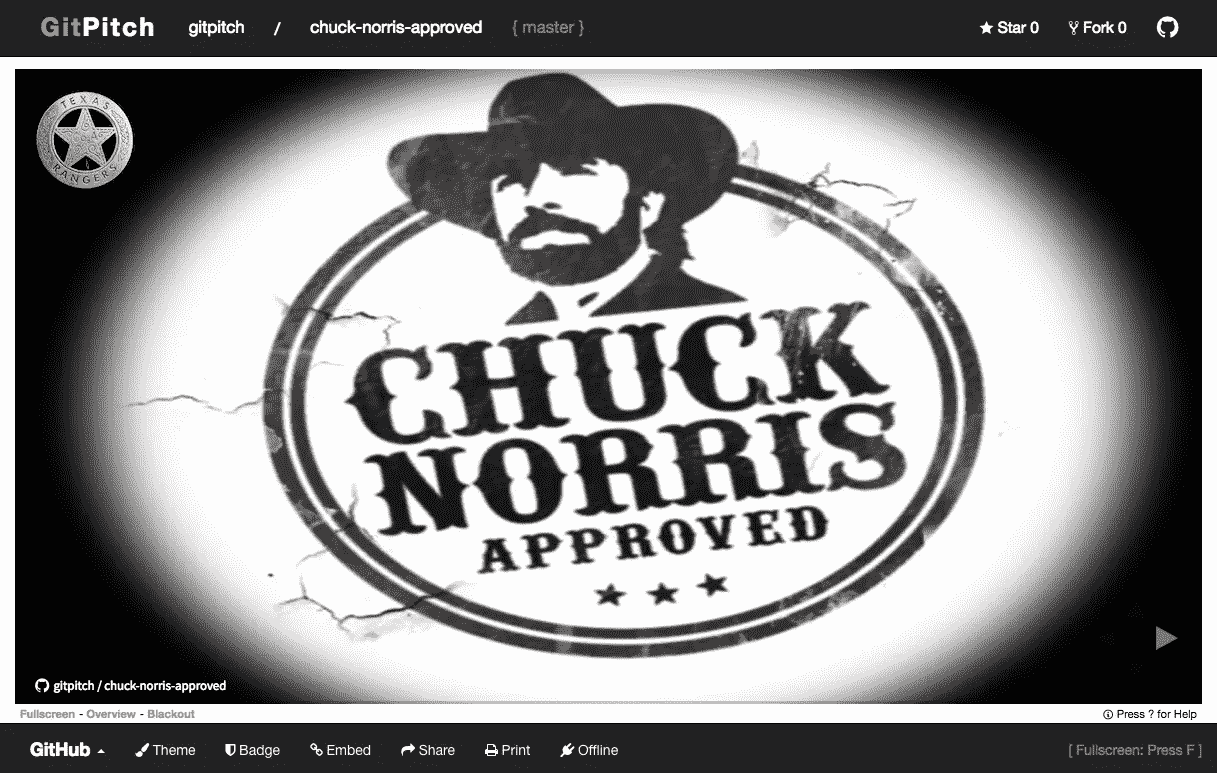 GitPitch gitpitch / chuck-norris-approved { master } Star 0 Fork 0
TEXAS
RANGERS
CHUCK
NORRIS
APPROVED
gitpitch / chuck-norris-approved
Fullscreen - Overview - Blackout Press ? for Help
GitHub Theme Badge Embed Share Print Offline [ Fullscreen: Press F ]